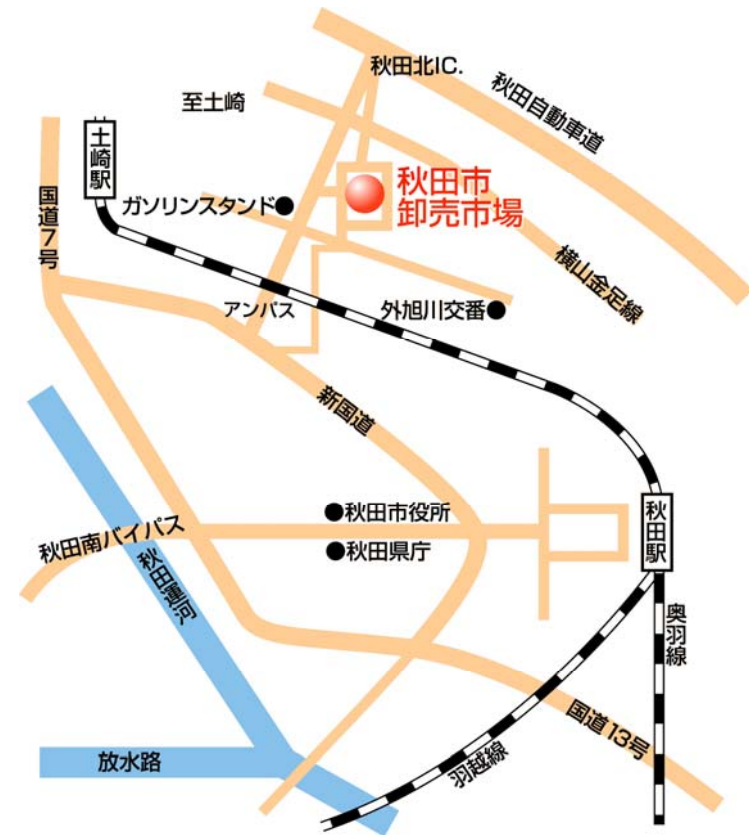 秋田北IC.
秋田自動車道
至土崎
土崎駅
秋田市
卸売市場
国道7号
ガソリンスタンド
横山金足線
アンパス
外旭川交番
新国道
秋田市役所
秋田駅
秋田南バイパス
秋田県庁
秋田運河
奥羽線
国道13号
羽越線
放水路